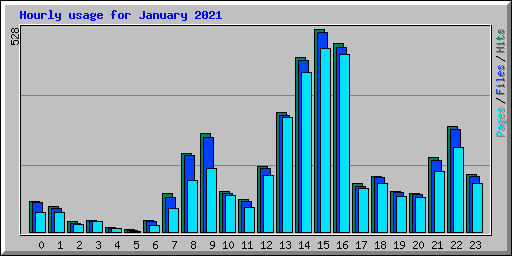 Hourly usage for January 2021
528
Pages/Files/Hits
0 1 2 3 4 5 6 7 8 9 10 11 12 13 14 15 16 17 18 19 20 21 22 23